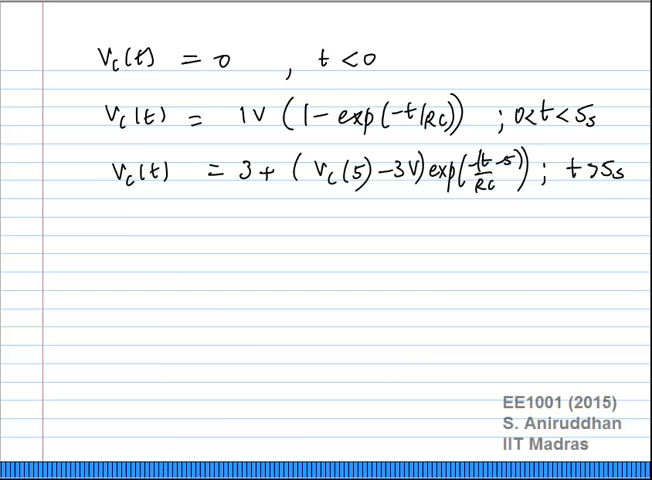 Vc(t) = 0 , t < 0
Vc(t) = 1V (1 - exp(-t/RC)) ; 0 < t < 5s
Vc(t) = 3 + (Vc(5) - 3V) exp(-(t-5)/RC) ; t > 5s
EE1001 (2015)
S. Aniruddhan
IIT Madras